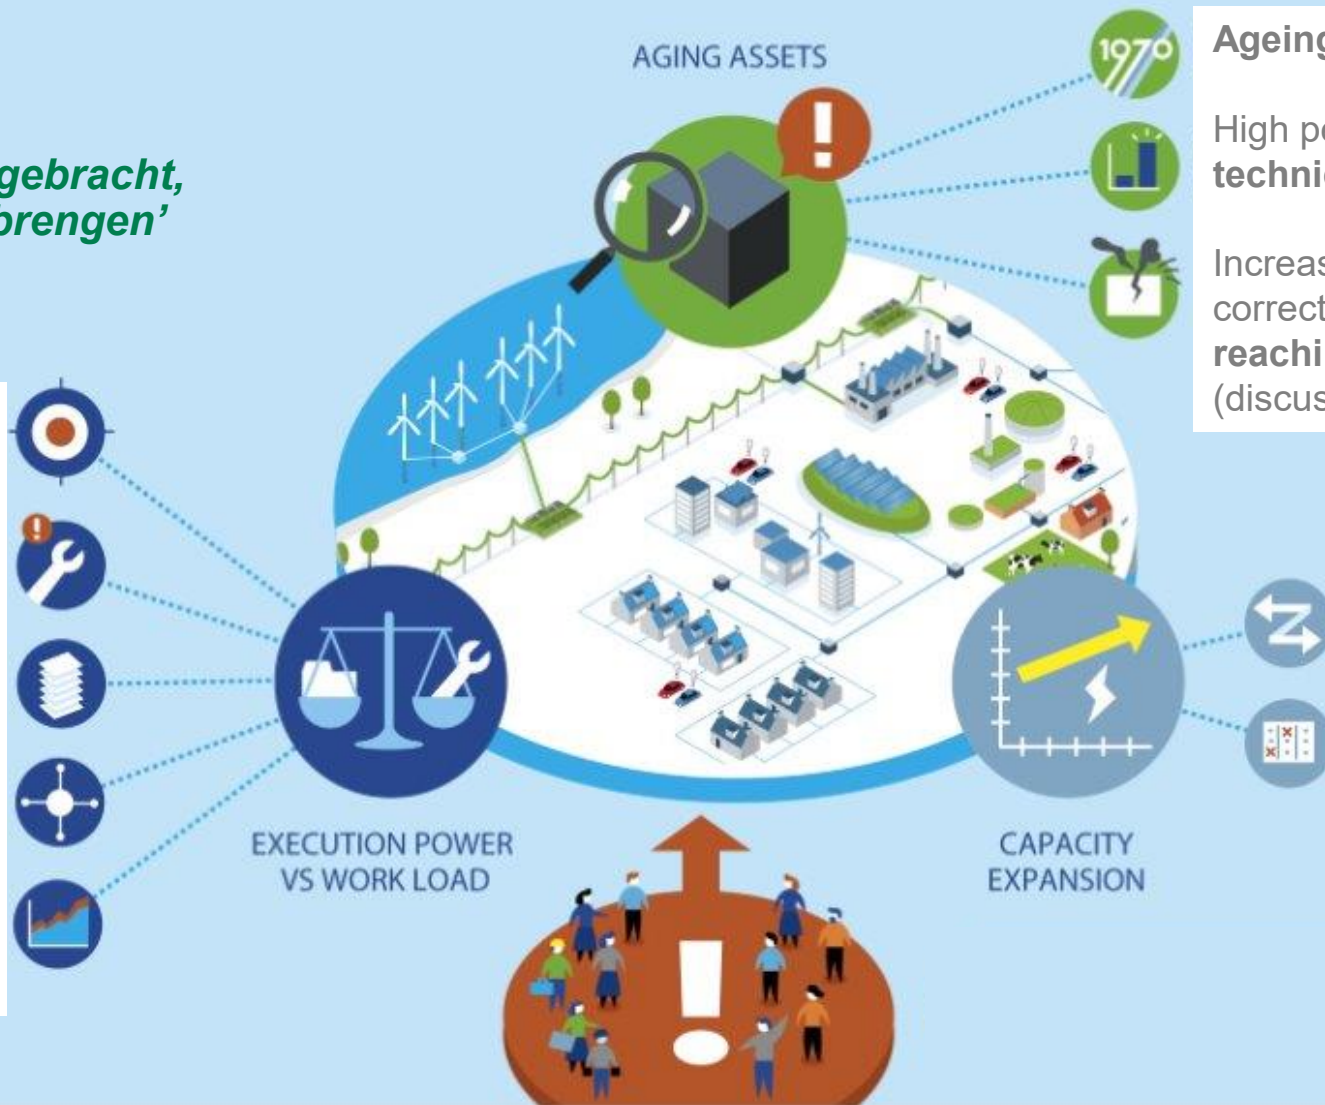 AGING ASSETS
1970
Ageing
High
techni
Increas
correct
reachi
(discus
gebracht,
brengen’
EXECUTION POWER
VS WORK LOAD
CAPACITY
EXPANSION